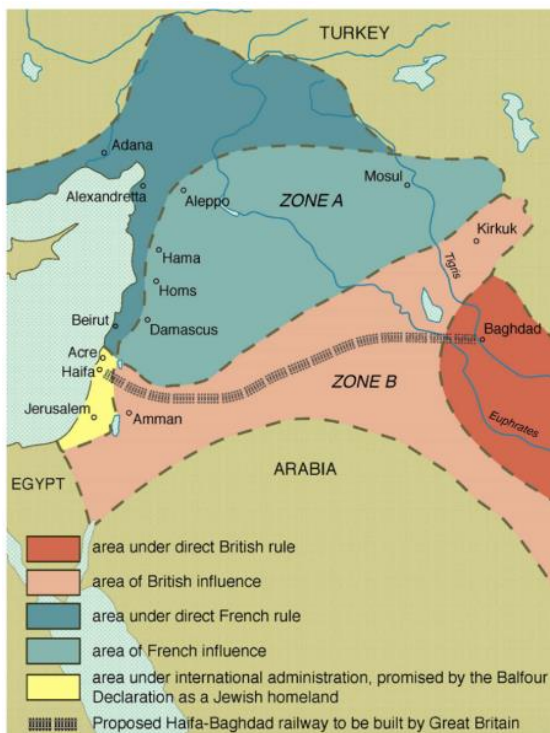 TURKEY
Adana
Alexandretta
Aleppo
ZONE A
Mosul
Kirkuk
Tigris
Hama
Homs
Beirut
Damascus
Baghdad
Acre
Haifa
ZONE B
Jerusalem
Amman
Euphrates
ARABIA
EGYPT
area under direct British rule
area of British influence
area under direct French rule
area of French influence
area under international administration, promised by the Balfour
Declaration as a Jewish homeland
Proposed Haifa-Baghdad railway to be built by Great Britain